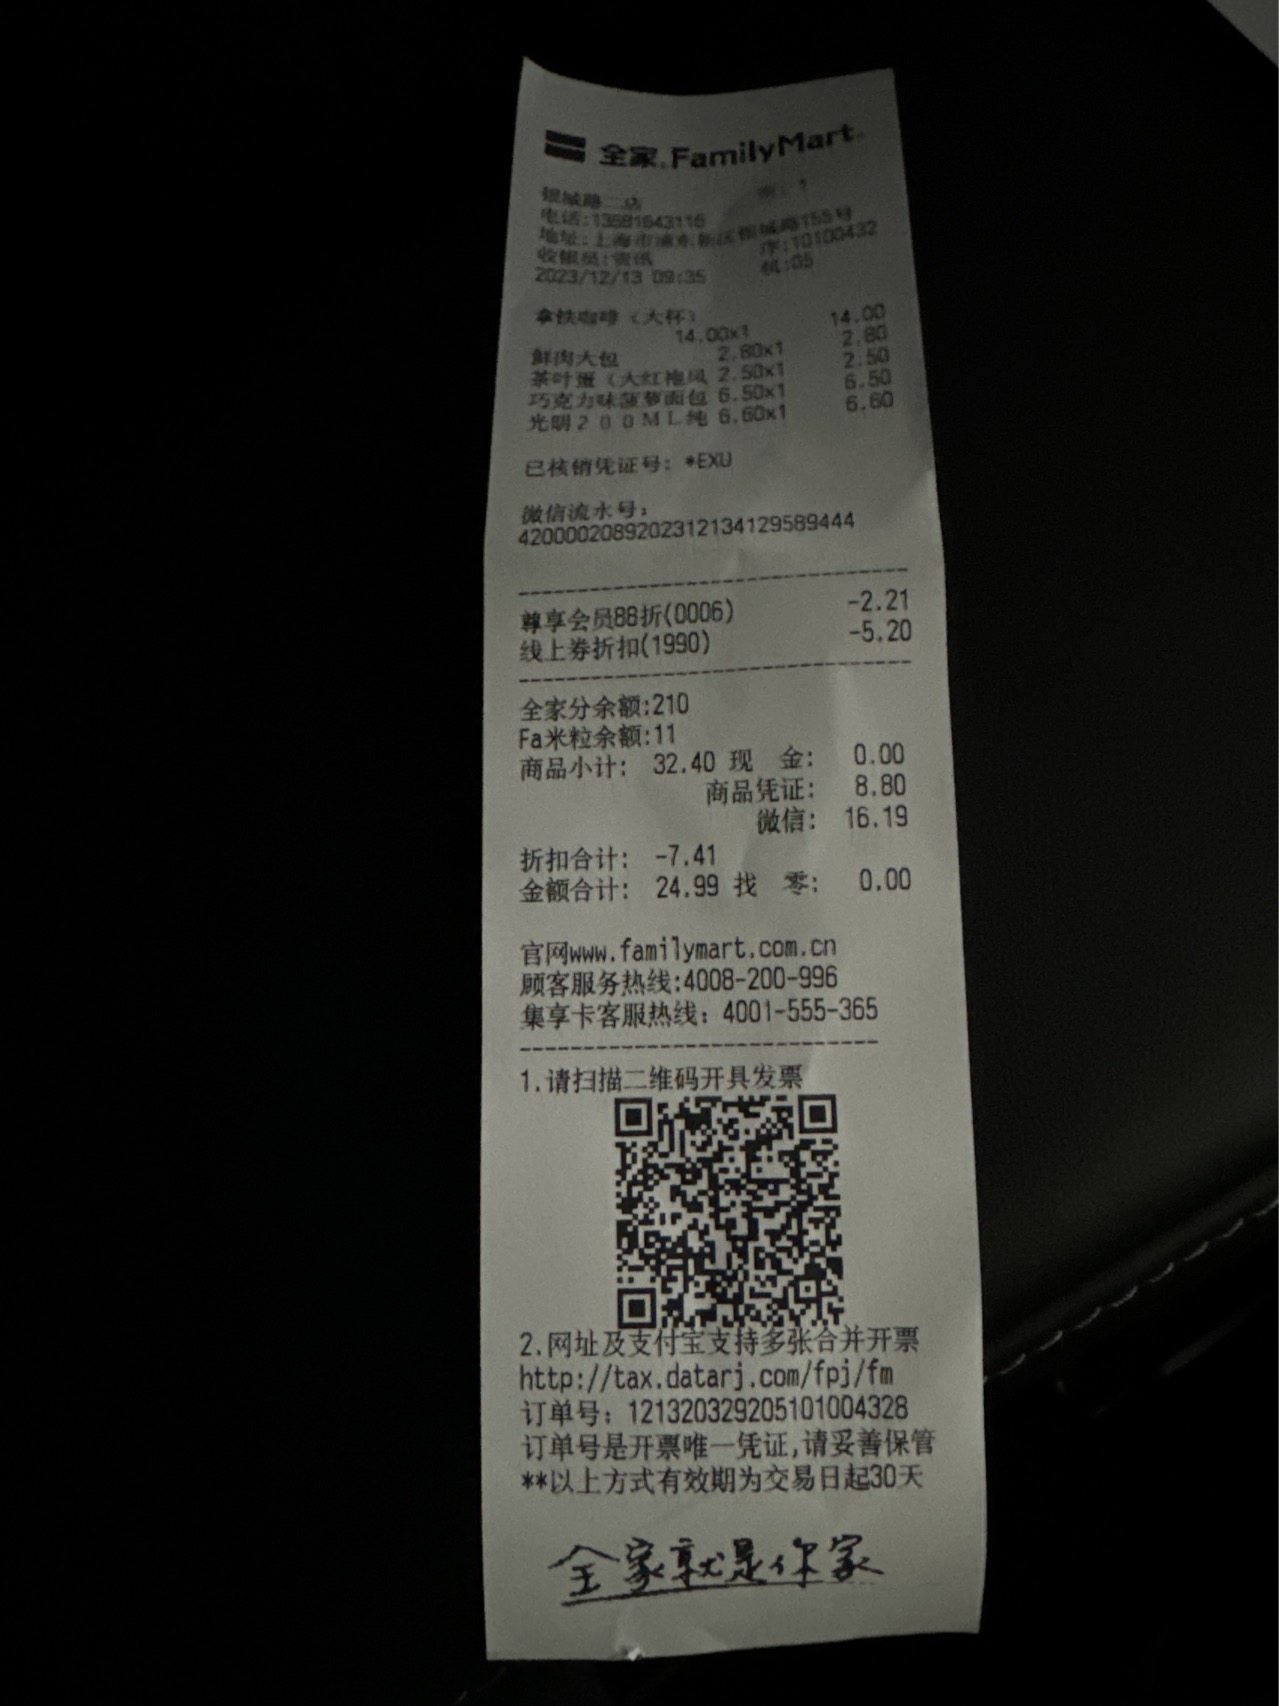 全家 FamilyMart
银城路二店 南: 1
电话:13681643116
地址:上海市浦东新区银城路155号
收银员:资讯 序:10100432
2023/12/13 09:35 机:05
拿铁咖啡（大杯） 14.00
14.00x1
鲜肉大包 2.80x1 2.80
茶叶蛋（大红袍风 2.50x1 2.50
巧克力味菠萝面包 6.50x1 6.50
光明２００ＭＬ纯 6.60x1 6.60
已核销凭证号: *EXU
微信流水号:
4200002089202312134129589444
尊享会员88折(0006) -2.21
线上券折扣(1990) -5.20
全家分余额:210
Fa米粒余额:11
商品小计: 32.40 现 金: 0.00
商品凭证: 8.80
微信: 16.19
折扣合计: -7.41
金额合计: 24.99 找 零: 0.00
官网www.familymart.com.cn
顾客服务热线:4008-200-996
集享卡客服热线: 4001-555-365
1.请扫描二维码开具发票
2.网址及支付宝支持多张合并开票
http://tax.datarj.com/fpj/fm
订单号: 121320329205101004328
订单号是开票唯一凭证,请妥善保管
**以上方式有效期为交易日起30天
全家就是你家